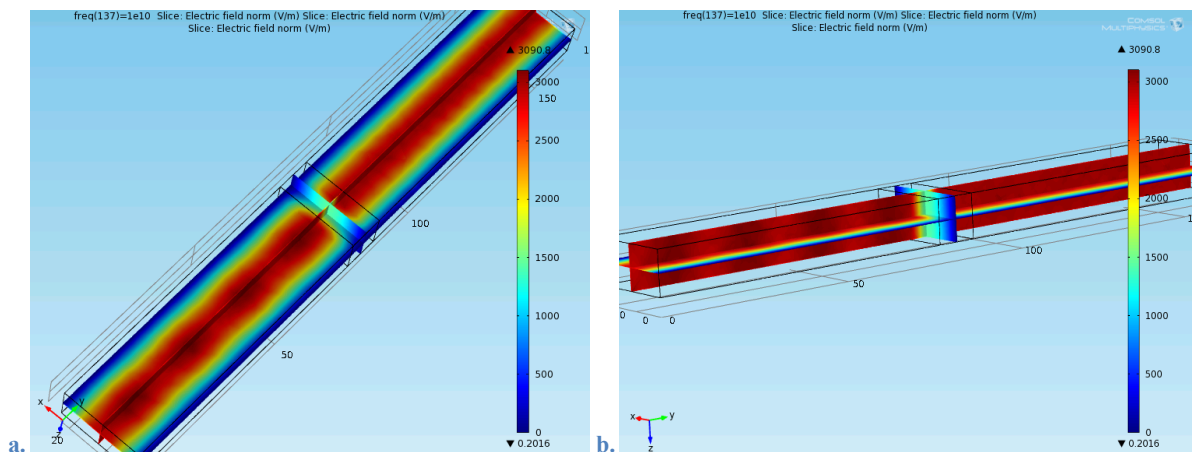 freq(137)=1e10 Slice: Electric field norm (V/m) Slice: Electric field norm (V/m)
Slice: Electric field norm (V/m)
▲ 3090.8
3000
150
2500
2000
1500
1000
500
0
▼ 0.2016
1
100
50
20
x
y
z
a.
freq(137)=1e10 Slice: Electric field norm (V/m) Slice: Electric field norm (V/m)
Slice: Electric field norm (V/m)
COMSOL
MULTIPHYSICS
▲ 3090.8
3000
2500
2000
1500
1000
500
0
▼ 0.2016
1
100
50
0 0 0
x
y
z
b.